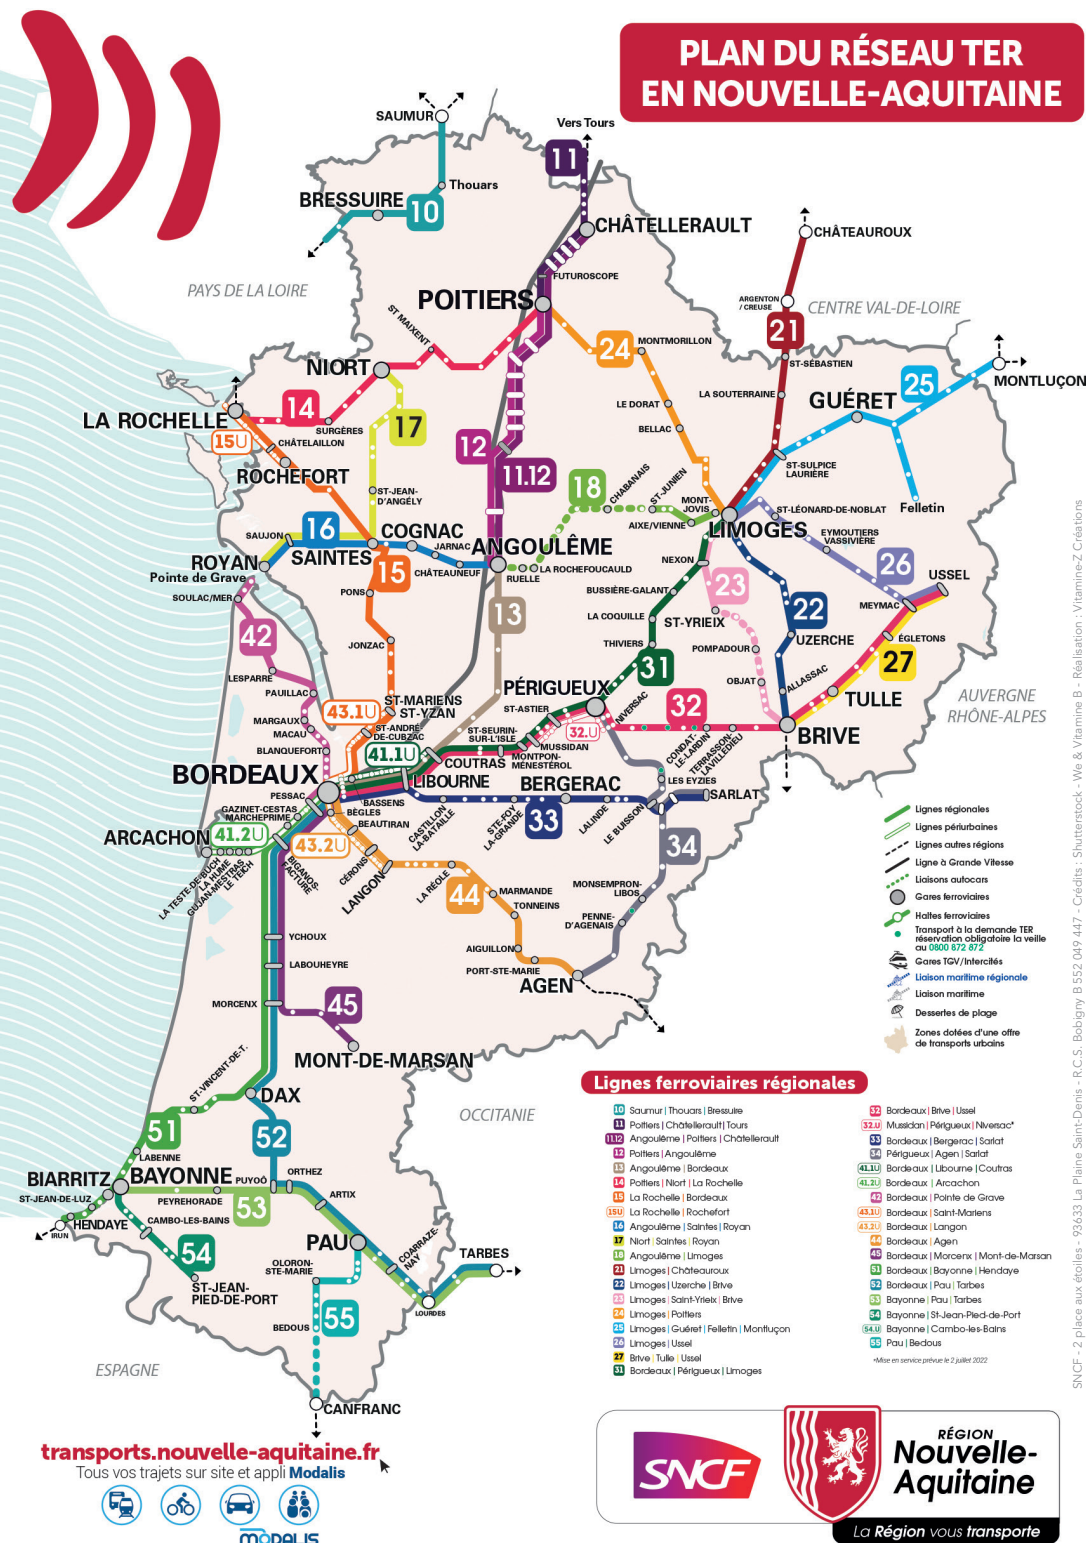 PLAN DU RÉSEAU TER
EN NOUVELLE-AQUITAINE
SAUMUR
Vers Tours
11
Thouars
BRESSUIRE
10
CHÂTELLERAULT
CHÂTEAUROUX
FUTUROSCOPE
PAYS DE LA LOIRE
POITIERS
ARGENTON
/ CREUSE
CENTRE VAL-DE-LOIRE
21
ST MAIXENT
24
MONTMORILLON
ST-SÉBASTIEN
NIORT
25
MONTLUÇON
LA SOUTERRAINE
GUÉRET
LE DORAT
14
LA ROCHELLE
SURGÈRES
17
BELLAC
15U
CHÂTELAILLON
12
ROCHEFORT
11.12
ST-SULPICE
LAURIÈRE
18
CHABANAIS
ST-JUNIEN
ST-JEAN-
D'ANGÉLY
MONT-
JOVIS
Felletin
ST-LÉONARD-DE-NOBLAT
AIXE/VIENNE
LIMOGES
SAUJON
16
COGNAC
EYMOUTIERS
VASSIVIÈRE
JARNAC
ANGOULÊME
ROYAN
SAINTES
NEXON
26
Pointe de Grave
15
CHÂTEAUNEUF
RUELLE
LA ROCHEFOUCAULD
USSEL
SOULAC/MER
PONS
BUSSIÈRE-GALANT
23
22
MEYMAC
13
LA COQUILLE
ST-YRIEIX
42
UZERCHE
ÉGLETONS
JONZAC
THIVIERS
POMPADOUR
27
31
LESPARRE
OBJAT
ALLASSAC
PAUILLAC
PÉRIGUEUX
TULLE
AUVERGNE
RHÔNE-ALPES
ST-MARIENS
ST-YZAN
43.1U
ST-ASTIER
NIVERSAC
32
MARGAUX
MACAU
ST-ANDRÉ-
DE-CUBZAC
ST-SEURIN-
SUR-L'ISLE
32.U
BRIVE
BLANQUEFORT
41.1U
MUSSIDAN
CONDAT-
LE-LARDIN
TERRASSON-
LAVILLEDIEU
COUTRAS
MONTPON-
MÉNESTÉROL
BORDEAUX
LIBOURNE
BERGERAC
LES EYZIES
PESSAC
SARLAT
BASSENS
GAZINET-CESTAS
MARCHEPRIME
BÈGLES
BEAUTIRAN
CASTILLON
LA-BATAILLE
STE-FOY
LA-GRANDE
33
LALINDE
LE BUISSON
ARCACHON
41.2U
43.2U
34
LA TESTE-DE-BUCH
LA HUME
GUJAN-MESTRAS
LE TEICH
BIGANOS-
FACTURE
CÉRONS
LANGON
LA RÉOLE
44
MARMANDE
TONNEINS
MONSEMPRON-
LIBOS
PENNE-
D'AGENAIS
YCHOUX
AIGUILLON
LABOUHEYRE
PORT-STE-MARIE
AGEN
MORCENX
45
MONT-DE-MARSAN
ST-VINCENT-DE-T.
DAX
OCCITANIE
51
52
LABENNE
BIARRITZ
BAYONNE
PUYOÔ
ORTHEZ
ST-JEAN-DE-LUZ
PEYREHORADE
53
ARTIX
HENDAYE
CAMBO-LES-BAINS
IRUN
PAU
54
COARRAZE-
NAY
TARBES
OLORON-
STE-MARIE
ST-JEAN-
PIED-DE-PORT
LOURDES
55
BEDOUS
ESPAGNE
CANFRANC
Lignes régionales
Lignes périurbaines
Lignes autres régions
Ligne à Grande Vitesse
Liaisons autocars
Gares ferroviaires
Haltes ferroviaires
Transport à la demande TER
réservation obligatoire la veille
au 0800 872 872
Gares TGV/Intercités
Liaison maritime régionale
Liaison maritime
Dessertes de plage
Zones dotées d'une offre
de transports urbains
Lignes ferroviaires régionales
10 Saumur | Thouars | Bressuire
11 Poitiers | Châtellerault | Tours
11.12 Angoulême | Poitiers | Châtellerault
12 Poitiers | Angoulême
13 Angoulême | Bordeaux
14 Poitiers | Niort | La Rochelle
15 La Rochelle | Bordeaux
15U La Rochelle | Rochefort
16 Angoulême | Saintes | Royan
17 Niort | Saintes | Royan
18 Angoulême | Limoges
21 Limoges | Châteauroux
22 Limoges | Uzerche | Brive
23 Limoges | Saint-Yrieix | Brive
24 Limoges | Poitiers
25 Limoges | Guéret | Felletin | Montluçon
26 Limoges | Ussel
27 Brive | Tulle | Ussel
31 Bordeaux | Périgueux | Limoges
32 Bordeaux | Brive | Ussel
32.U Mussidan | Périgueux | Niversac*
33 Bordeaux | Bergerac | Sarlat
34 Périgueux | Agen | Sarlat
41.1U Bordeaux | Libourne | Coutras
41.2U Bordeaux | Arcachon
42 Bordeaux | Pointe de Grave
43.1U Bordeaux | Saint-Mariens
43.2U Bordeaux | Langon
44 Bordeaux | Agen
45 Bordeaux | Morcenx | Mont-de-Marsan
51 Bordeaux | Bayonne | Hendaye
52 Bordeaux | Pau | Tarbes
53 Bayonne | Pau | Tarbes
54 Bayonne | St-Jean-Pied-de-Port
54.U Bayonne | Cambo-les-Bains
55 Pau | Bedous
*Mise en service prévue le 2 juillet 2022
transports.nouvelle-aquitaine.fr
Tous vos trajets sur site et appli Modalis
MODALIS
SNCF
RÉGION
Nouvelle-
Aquitaine
La Région vous transporte
SNCF - 2 place aux étoiles - 93633 La Plaine Saint-Denis - R.C.S. Bobigny B 552 049 447 - Crédits : Shutterstock - We & Vitamine B - Réalisation : Vitamine-Z Créations